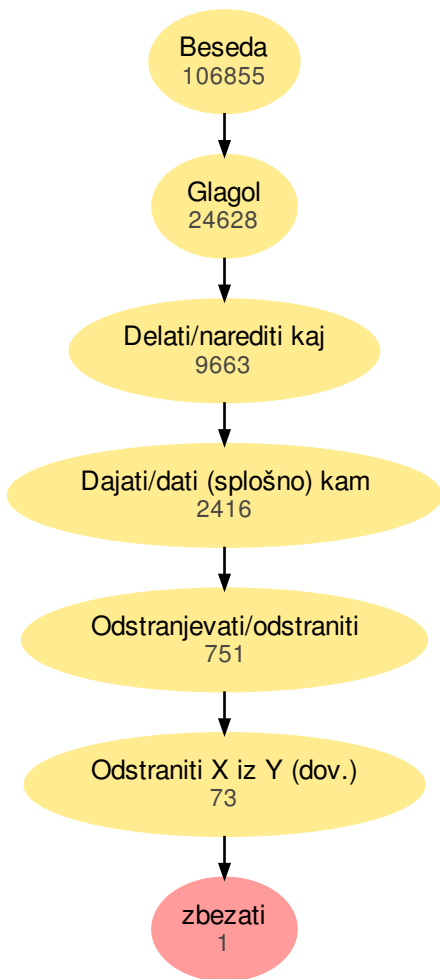 Beseda
106855
Glagol
24628
Delati/narediti kaj
9663
Dajati/dati (splošno) kam
2416
Odstranjevati/odstraniti
751
Odstraniti X iz Y (dov.)
73
zbezati
1